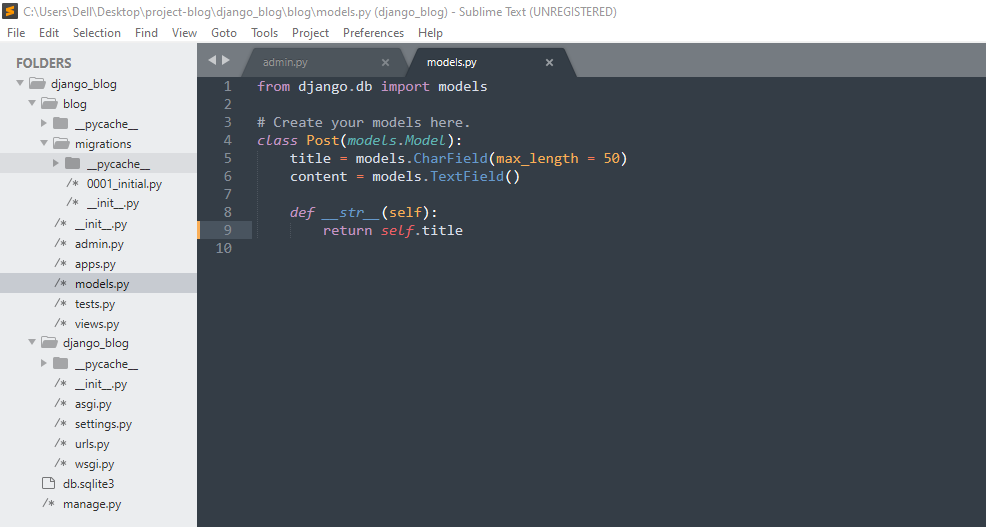 C:\Users\Dell\Desktop\project-blog\django_blog\blog\models.py (django_blog) - Sublime Text (UNREGISTERED)
File Edit Selection Find View Goto Tools Project Preferences Help
FOLDERS
django_blog
blog
__pycache__
migrations
__pycache__
/* 0001_initial.py
/* __init__.py
/* __init__.py
/* admin.py
/* apps.py
/* models.py
/* tests.py
/* views.py
django_blog
__pycache__
/* __init__.py
/* asgi.py
/* settings.py
/* urls.py
/* wsgi.py
db.sqlite3
/* manage.py
admin.py × models.py ×
1 from django.db import models
2
3 # Create your models here.
4 class Post(models.Model):
5     title = models.CharField(max_length = 50)
6     content = models.TextField()
7
8     def __str__(self):
9         return self.title
10